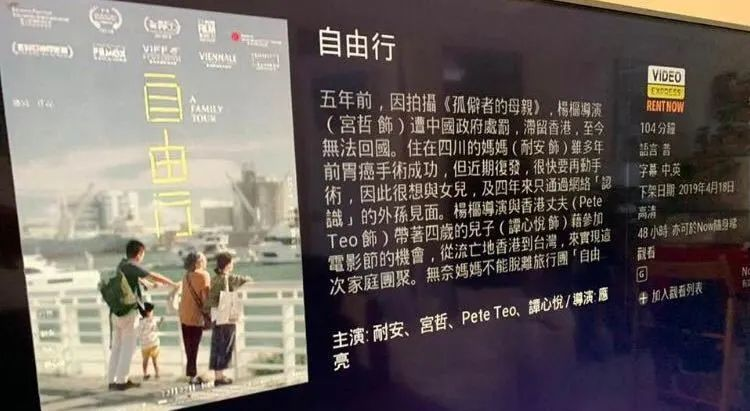 自由行
A
FAMILY
TOUR
VIENNALE
自由行
五年前，因拍攝《孤僻者的母親》，楊樞導演
（宮哲 飾）遭中國政府處罰，滯留香港，至今
無法回國。住在四川的媽媽（耐安 飾）雖多年
前胃癌手術成功，但近期復發，很快要再動手
術，因此很想與女兒，及四年來只通過網絡「認
識」的外孫見面。楊樞導演與香港丈夫（Pete
Teo 飾）帶著四歲的兒子（譚心悅 飾）藉參加
電影節的機會，從流亡地香港到台灣，來實現這
次家庭團聚。無奈媽媽不能脫離旅行團「自由
主演: 耐安、宮哲、Pete Teo、譚心悅 / 導演: 應
亮
VIDEO
EXPRESS
RENT NOW
104 分鐘
語言 普
字幕 中英
下架日期 2019年4月18日
高清
48 小時 亦可於Now隨身睇
觀看
G
+ 加入觀看列表